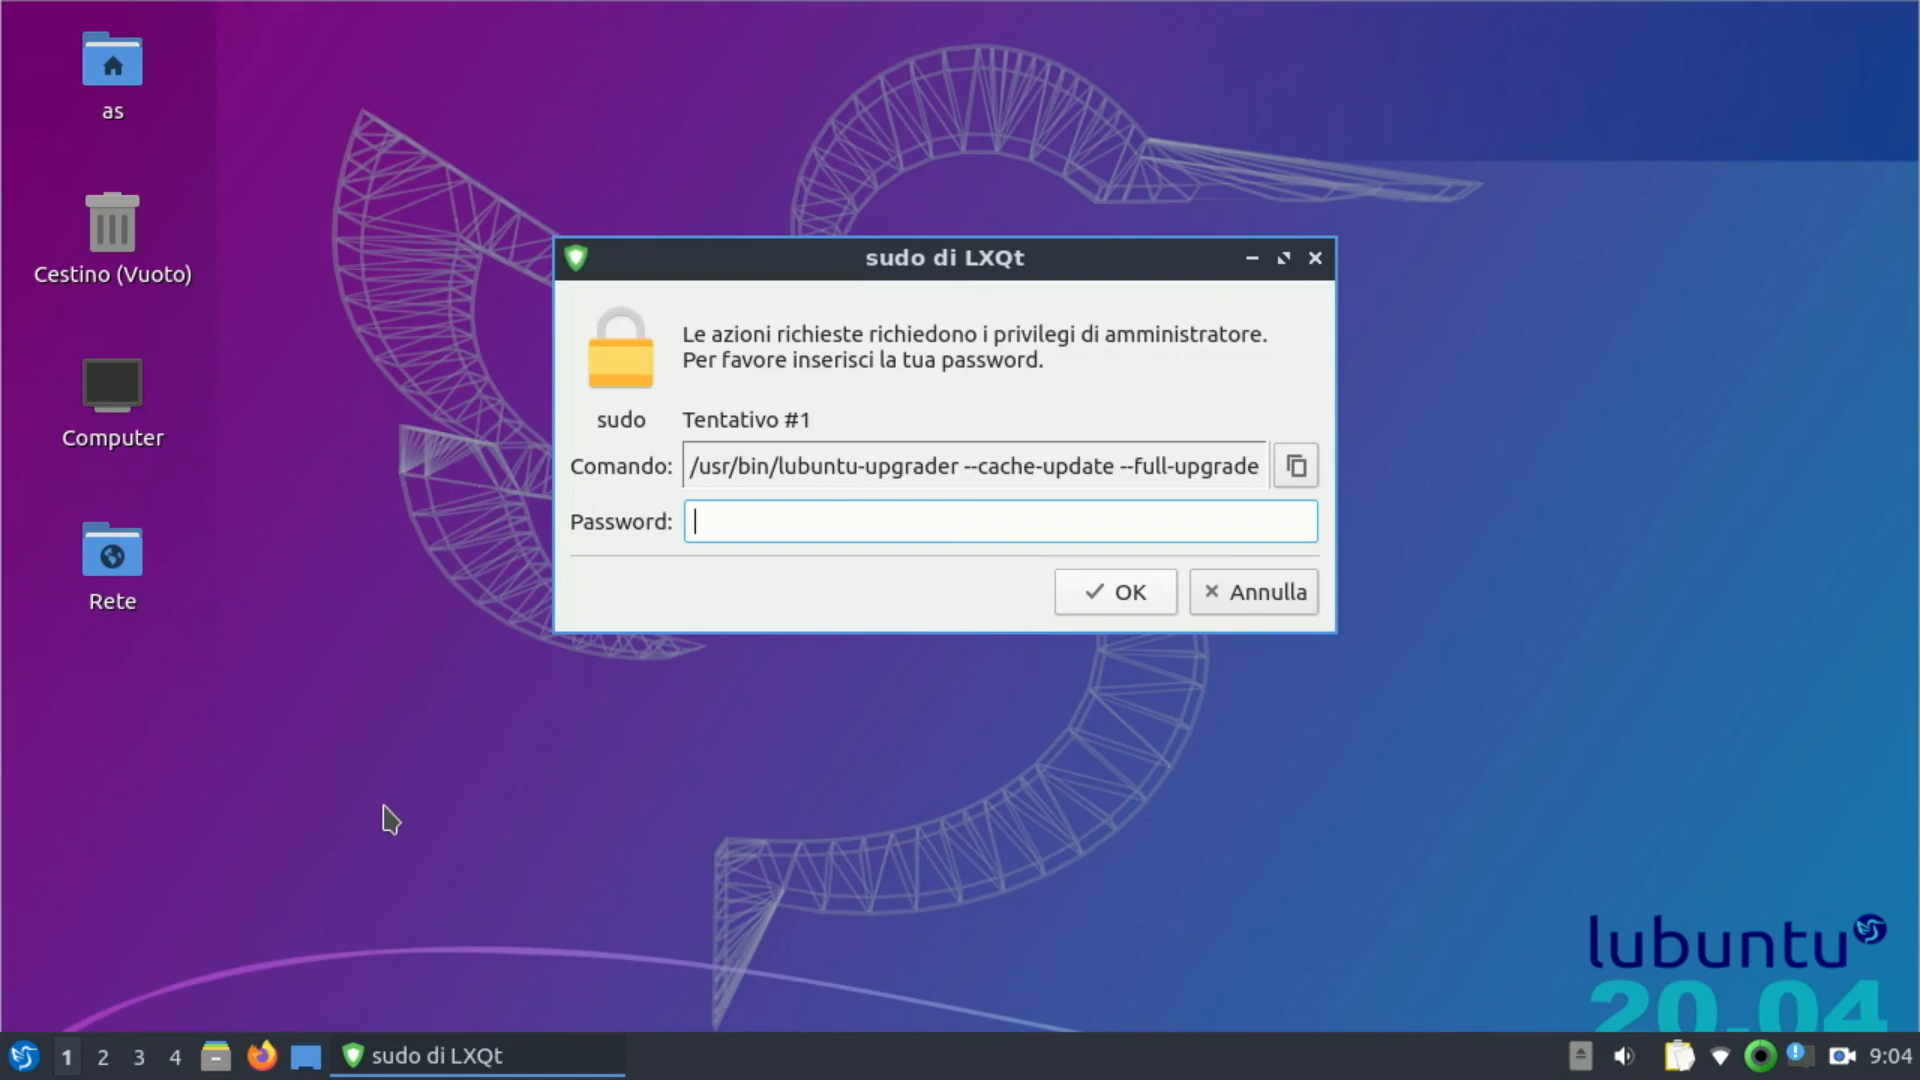 as
Cestino (Vuoto)
Computer
Rete
sudo di LXQt
Le azioni richieste richiedono i privilegi di amministratore.
Per favore inserisci la tua password.
sudo
Tentativo #1
Comando: /usr/bin/lubuntu-upgrader --cache-update --full-upgrade
Password:
OK
Annulla
lubuntu
20.04
1 2 3 4 sudo di LXQt 9:04